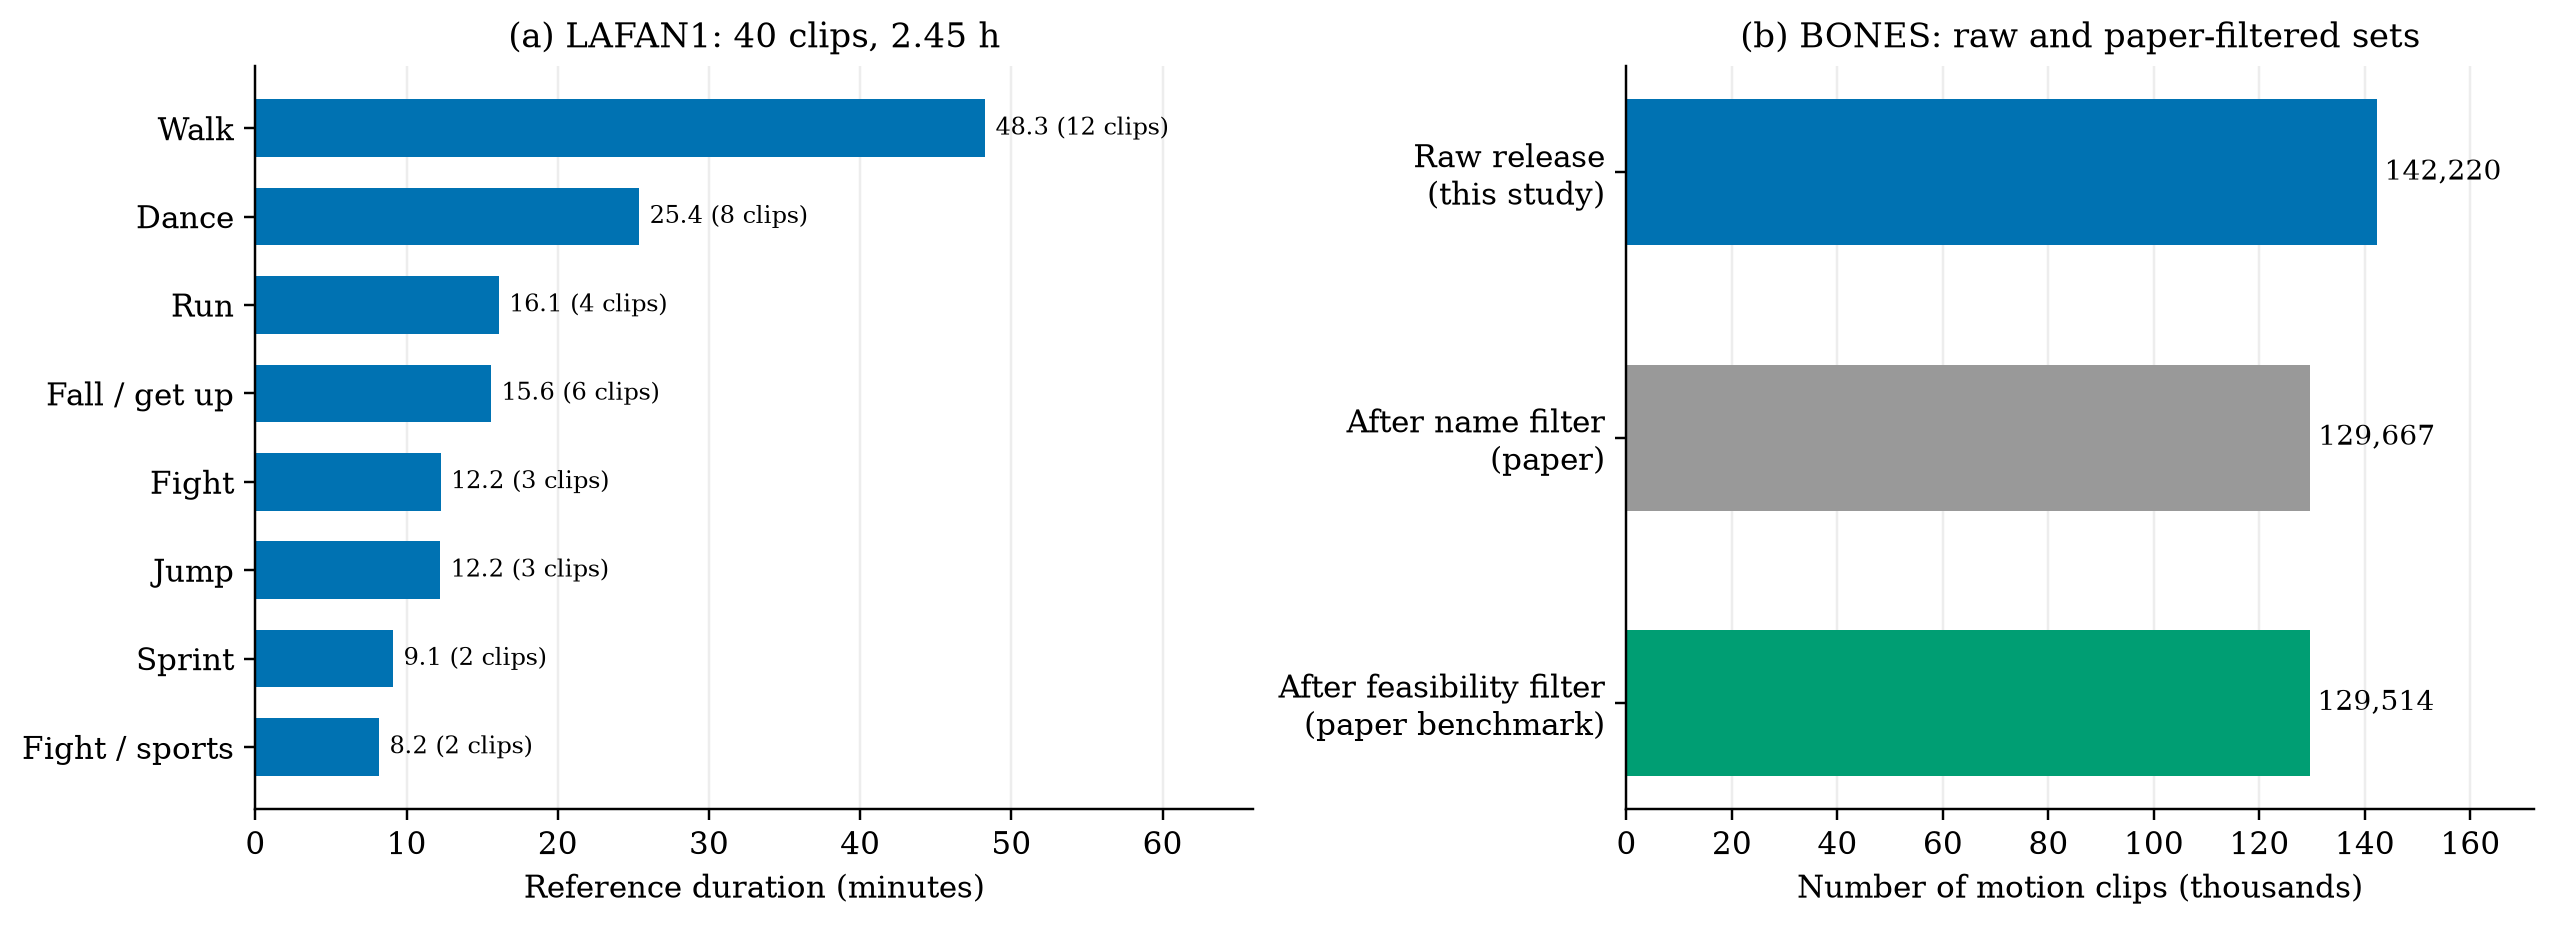 (a) LAFAN1: 40 clips, 2.45 h
Walk
48.3 (12 clips)
Dance
25.4 (8 clips)
Run
16.1 (4 clips)
Fall / get up
15.6 (6 clips)
Fight
12.2 (3 clips)
Jump
12.2 (3 clips)
Sprint
9.1 (2 clips)
Fight / sports
8.2 (2 clips)
0 10 20 30 40 50 60
Reference duration (minutes)
(b) BONES: raw and paper-filtered sets
Raw release
(this study)
142,220
After name filter
(paper)
129,667
After feasibility filter
(paper benchmark)
129,514
0 20 40 60 80 100 120 140 160
Number of motion clips (thousands)